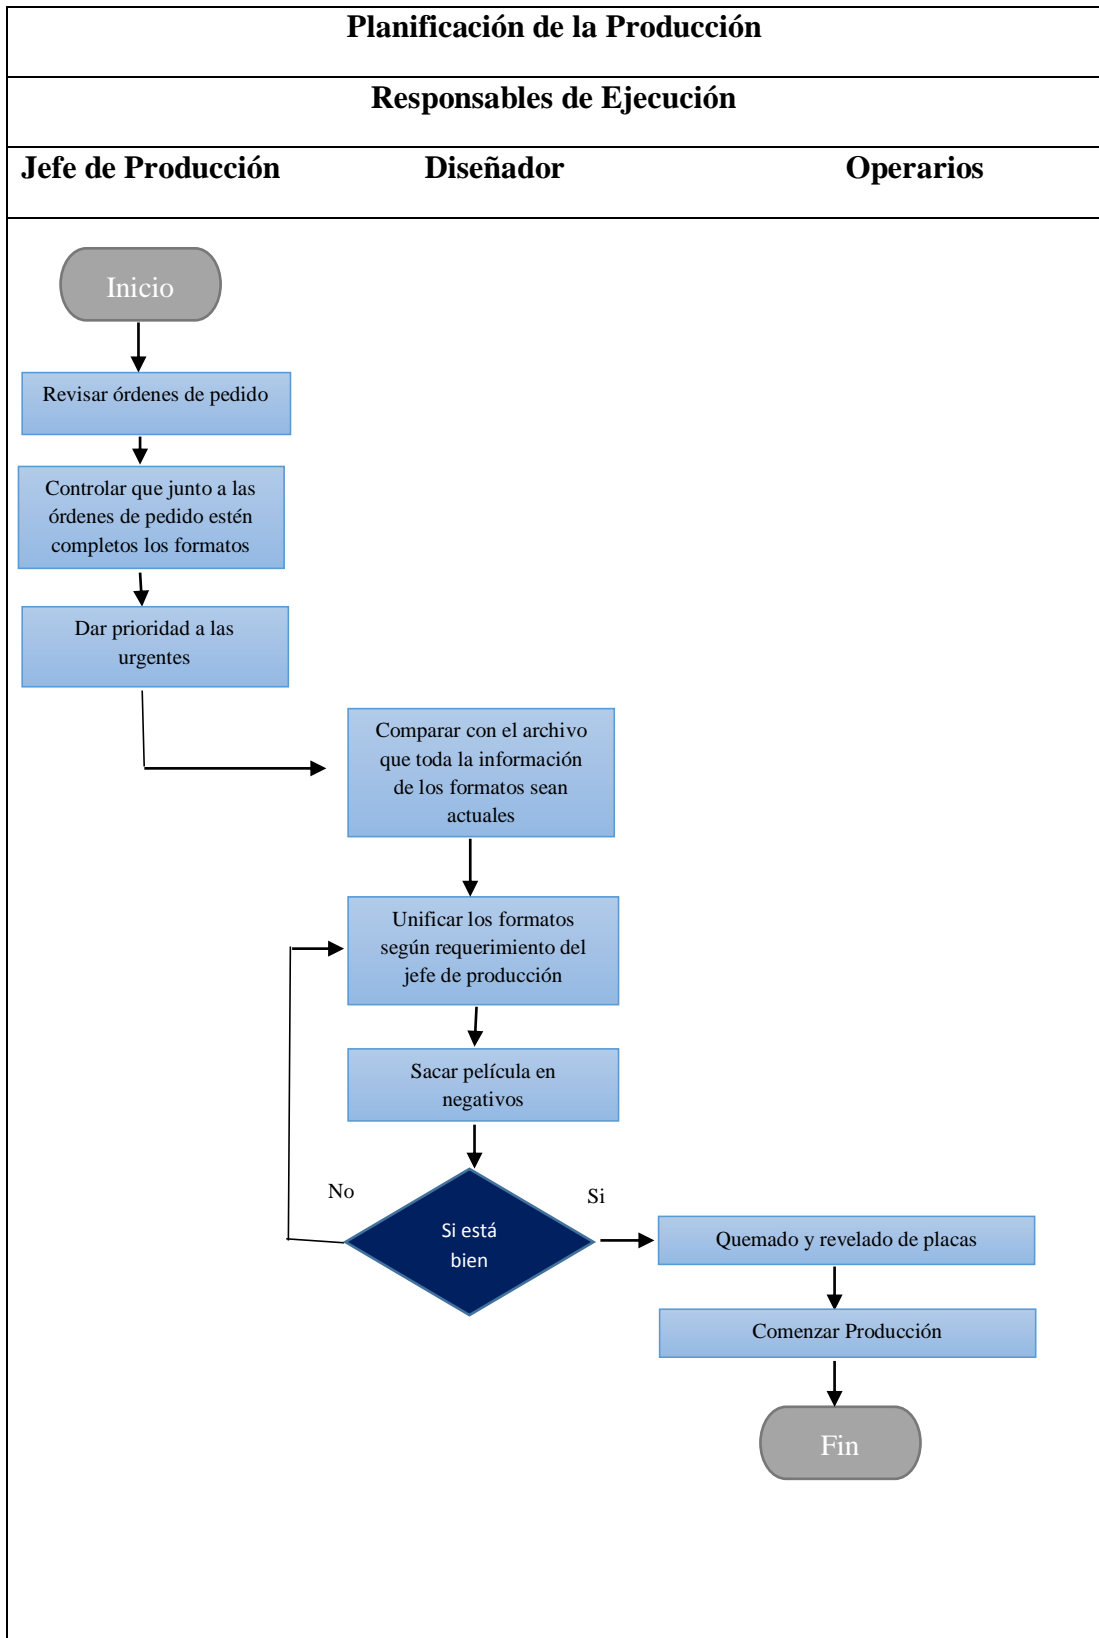 Planificación de la Producción
Responsables de Ejecución
Jefe de Producción
Diseñador
Operarios
Inicio
Revisar órdenes de pedido
Controlar que junto a las
órdenes de pedido estén
completos los formatos
Dar prioridad a las
urgentes
Comparar con el archivo
que toda la información
de los formatos sean
actuales
Unificar los formatos
según requerimiento del
jefe de producción
Sacar película en
negativos
No
Si
Si está
bien
Quemado y revelado de placas
Comenzar Producción
Fin